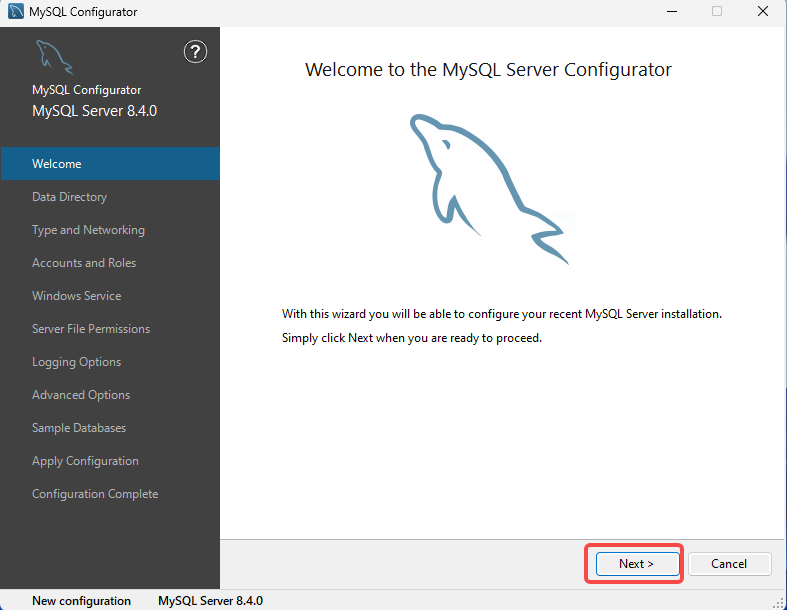 MySQL Configurator
?
MySQL Configurator
MySQL Server 8.4.0
Welcome
Data Directory
Type and Networking
Accounts and Roles
Windows Service
Server File Permissions
Logging Options
Advanced Options
Sample Databases
Apply Configuration
Configuration Complete
Welcome to the MySQL Server Configurator
With this wizard you will be able to configure your recent MySQL Server installation.
Simply click Next when you are ready to proceed.
Next >
Cancel
New configuration
MySQL Server 8.4.0